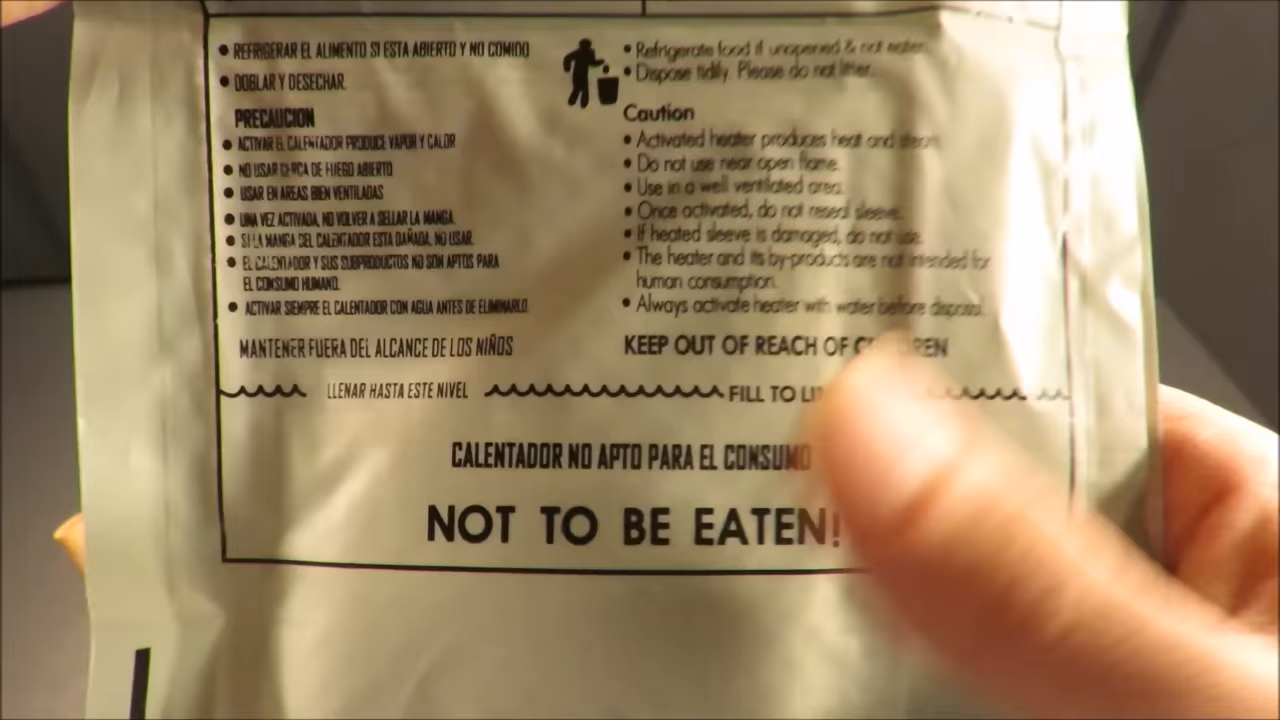 ● REFRIGERAR EL ALIMENTO SI ESTA ABIERTO Y NO COMIDO
● DOBLAR Y DESECHAR.
PRECAUCION
● ACTIVAR EL CALENTADOR PRODUCE VAPOR Y CALOR
● NO USAR CERCA DE FUEGO ABIERTO
● USAR EN AREAS BIEN VENTILADAS
● UNA VEZ ACTIVADA, NO VOLVER A SELLAR LA MANGA.
● SI LA MANGA DEL CALENTADOR ESTA DAÑADA, NO USAR.
● EL CALENTADOR Y SUS SUBPRODUCTOS NO SON APTOS PARA
EL CONSUMO HUMANO.
● ACTIVAR SIEMPRE EL CALENTADOR CON AGUA ANTES DE ELIMINARLO.
MANTENER FUERA DEL ALCANCE DE LOS NIÑOS
• Refrigerate food if unopened & not eaten.
• Dispose tidily. Please do not litter.
Caution
• Activated heater produces heat and steam.
• Do not use near open flame.
• Use in a well ventilated area.
• Once activated, do not reseal sleeve.
• If heated sleeve is damaged, do not use.
• The heater and its by-products are not intended for
human consumption.
• Always activate heater with water before disposal.
KEEP OUT OF REACH OF CHILDREN
LLENAR HASTA ESTE NIVEL FILL TO
CALENTADOR NO APTO PARA EL CONSUMO
NOT TO BE EATEN!